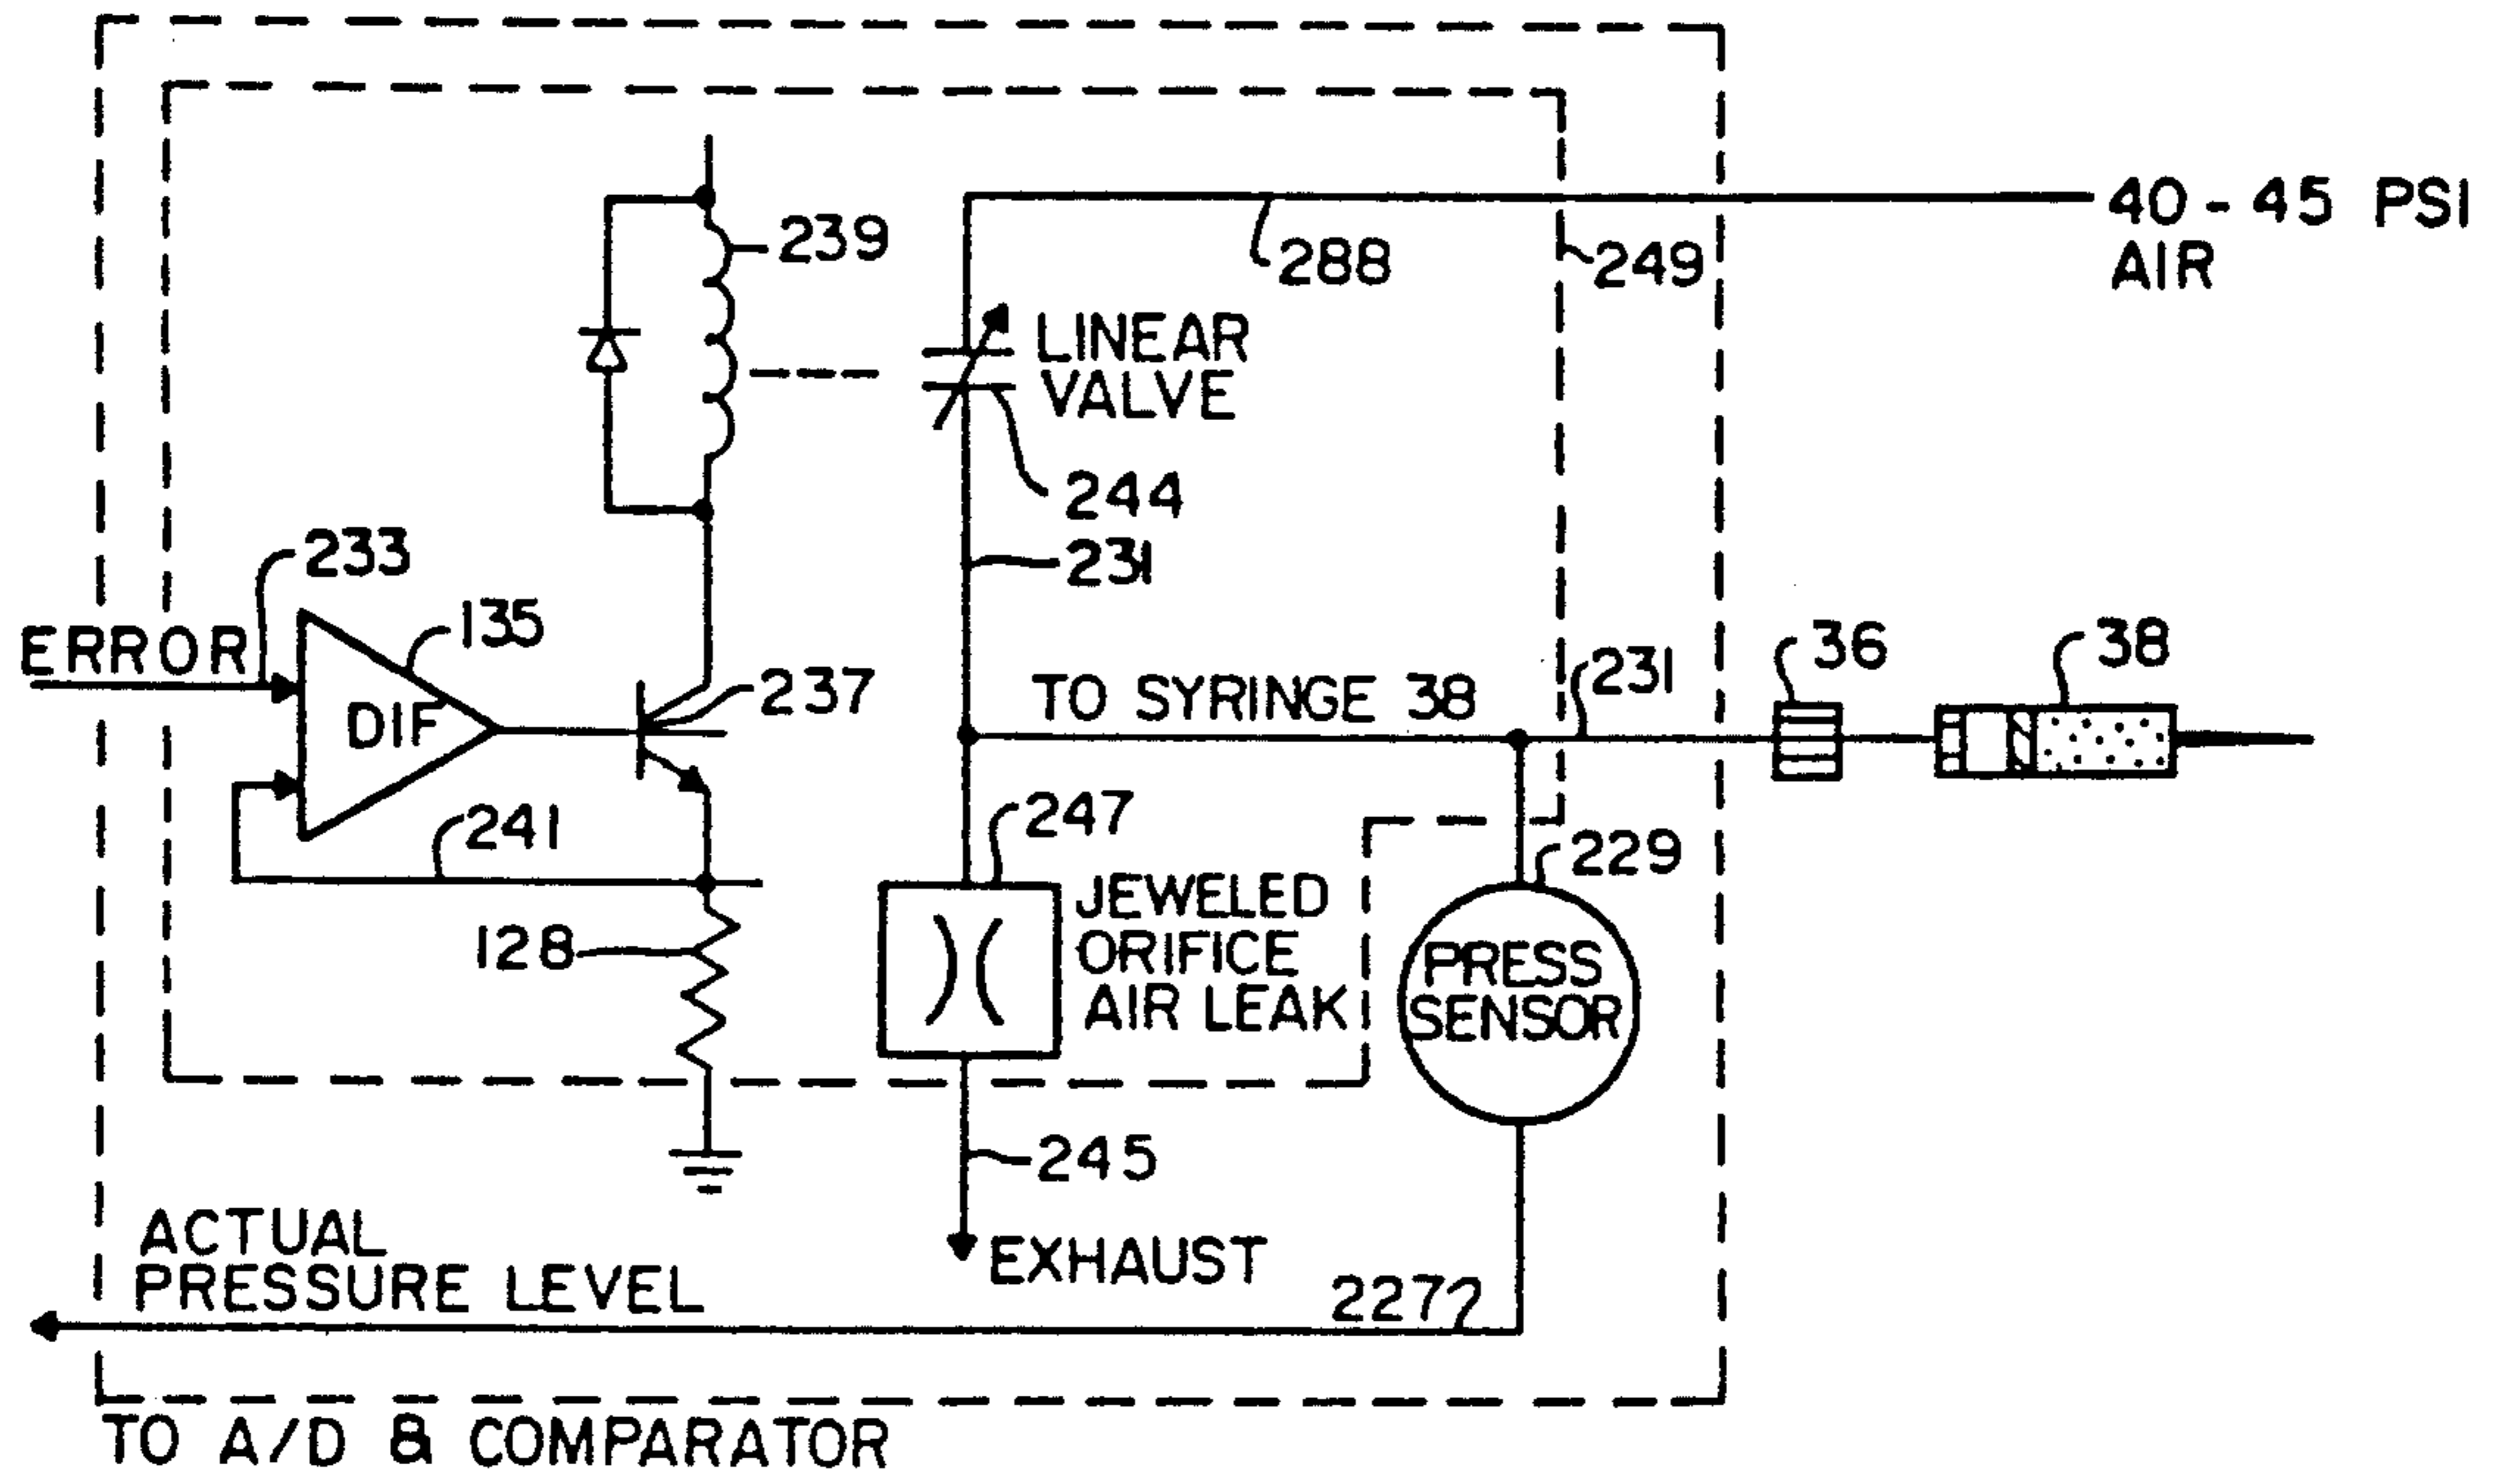 40-45 PSI
AIR
239
288
249
LINEAR
VALVE
244
231
233
135
ERROR
DIF
237
TO SYRINGE 38
231
36
38
241
247
229
128
JEWELED
ORIFICE
AIR LEAK
PRESS
SENSOR
245
EXHAUST
ACTUAL
PRESSURE LEVEL
227
TO A/D & COMPARATOR